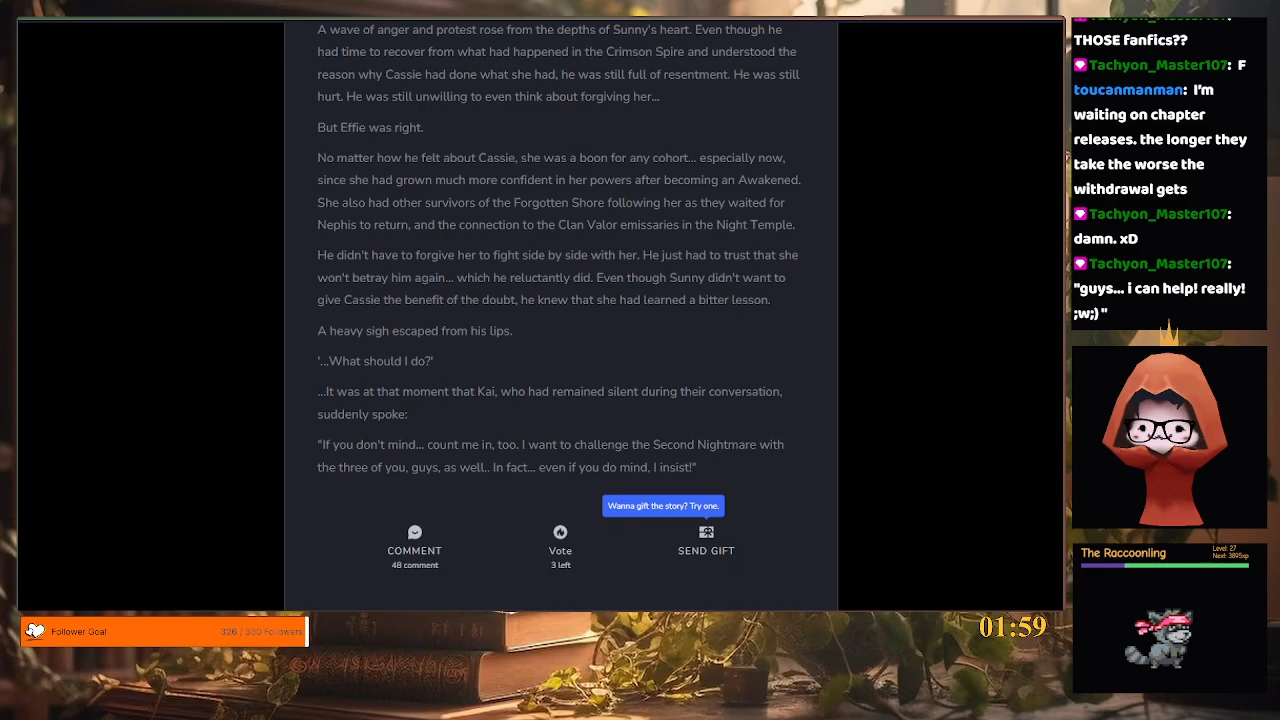 A wave of anger and protest rose from the depths of Sunny's heart. Even though he
had time to recover from what had happened in the Crimson Spire and understood the
reason why Cassie had done what she had, he was still full of resentment. He was still
hurt. He was still unwilling to even think about forgiving her...
But Effie was right.
No matter how he felt about Cassie, she was a boon for any cohort... especially now,
since she had grown much more confident in her powers after becoming an Awakened.
She also had other survivors of the Forgotten Shore following her as they waited for
Nephis to return, and the connection to the Clan Valor emissaries in the Night Temple.
He didn't have to forgive her to fight side by side with her. He just had to trust that she
won't betray him again... which he reluctantly did. Even though Sunny didn't want to
give Cassie the benefit of the doubt, he knew that she had learned a bitter lesson.
A heavy sigh escaped from his lips.
'...What should I do?'
...It was at that moment that Kai, who had remained silent during their conversation,
suddenly spoke:
"If you don't mind... count me in, too. I want to challenge the Second Nightmare with
the three of you, guys, as well.. In fact... even if you do mind, I insist!"
Wanna gift the story? Try one.
COMMENT
48 comment
Vote
3 left
SEND GIFT
THOSE fanfics??
Tachyon_Master107: F
toucanmanman: I'm
waiting on chapter
releases. the longer they
take the worse the
withdrawal gets
Tachyon_Master107:
damn. xD
Tachyon_Master107:
"guys... i can help! really!
;w;) "
The Raccoonling
Level: 27
Next: 3895xp
Follower Goal
326 / 330 Followers
01:59